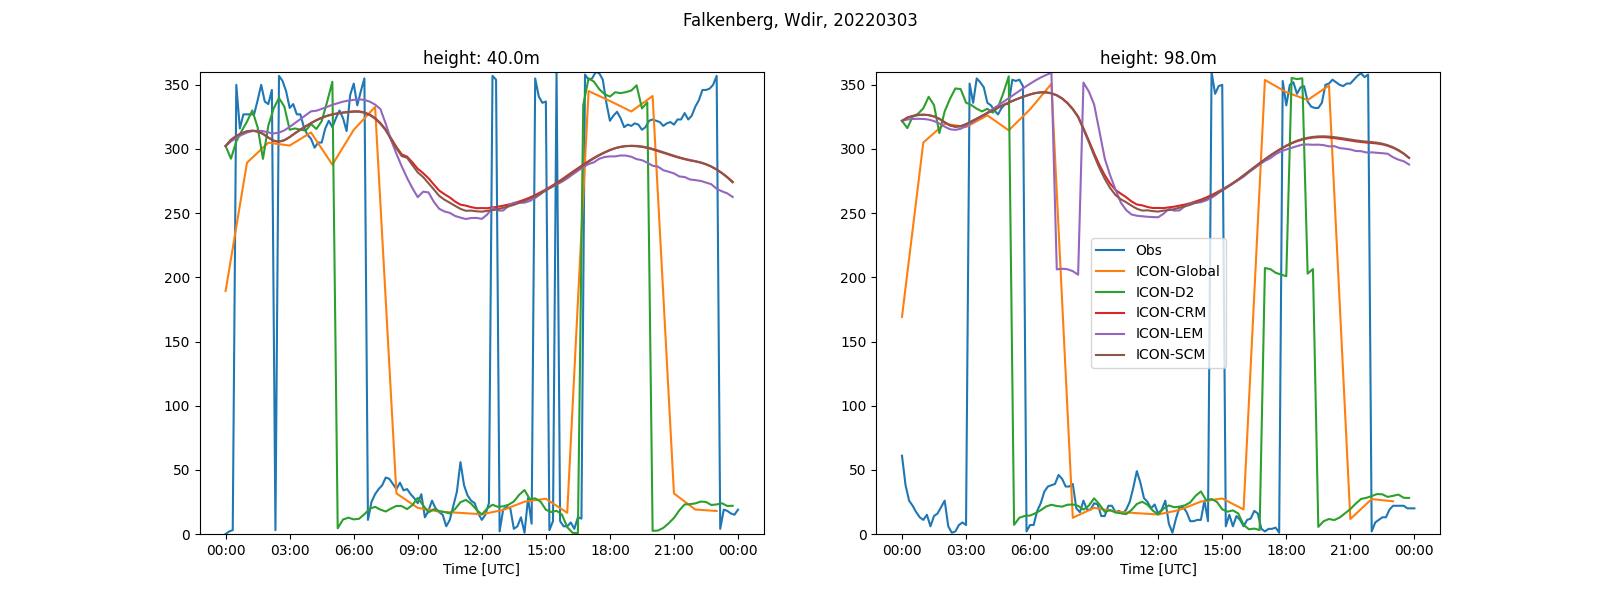 Falkenberg, Wdir, 20220303
height: 40.0m
350
300
250
200
150
100
50
0
00:00 03:00 06:00 09:00 12:00 15:00 18:00 21:00 00:00
Time [UTC]
height: 98.0m
350
300
250
200
150
100
50
0
Obs
ICON-Global
ICON-D2
ICON-CRM
ICON-LEM
ICON-SCM
00:00 03:00 06:00 09:00 12:00 15:00 18:00 21:00 00:00
Time [UTC]